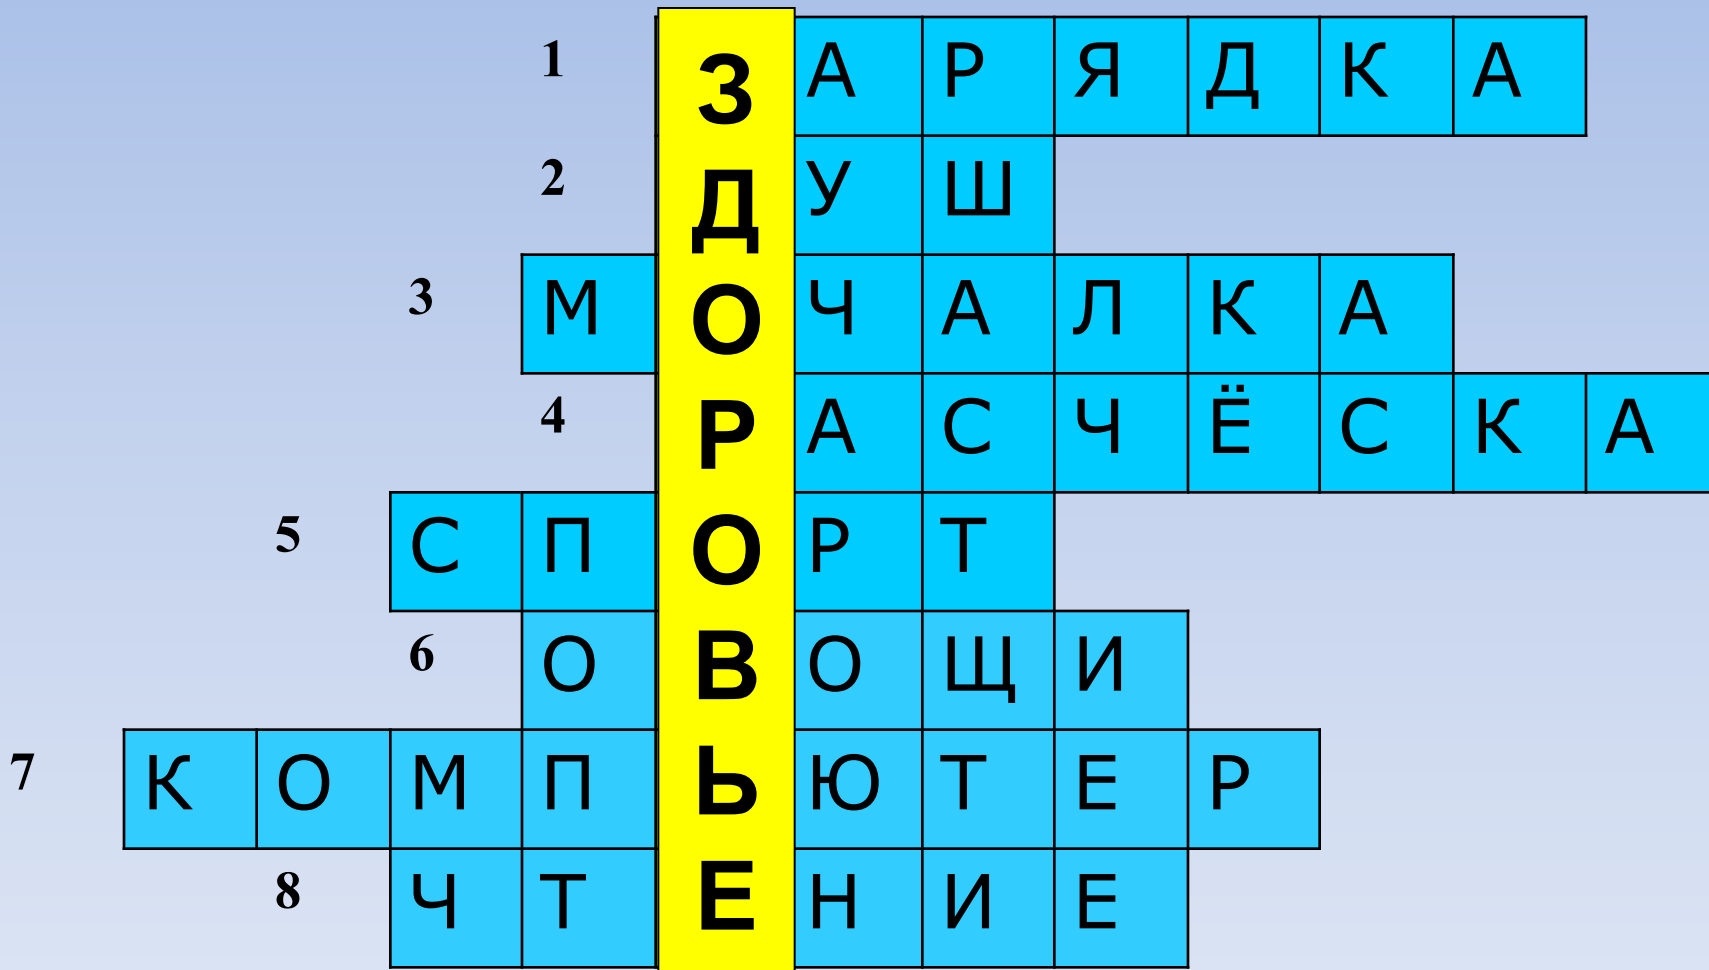 1 ЗАРЯДКА
2 ДУШ
3 МОЧАЛКА
4 РАСЧЁСКА
5 СПОРТ
6 ОВОЩИ
7 КОМПЬЮТЕР
8 ЧТЕНИЕ